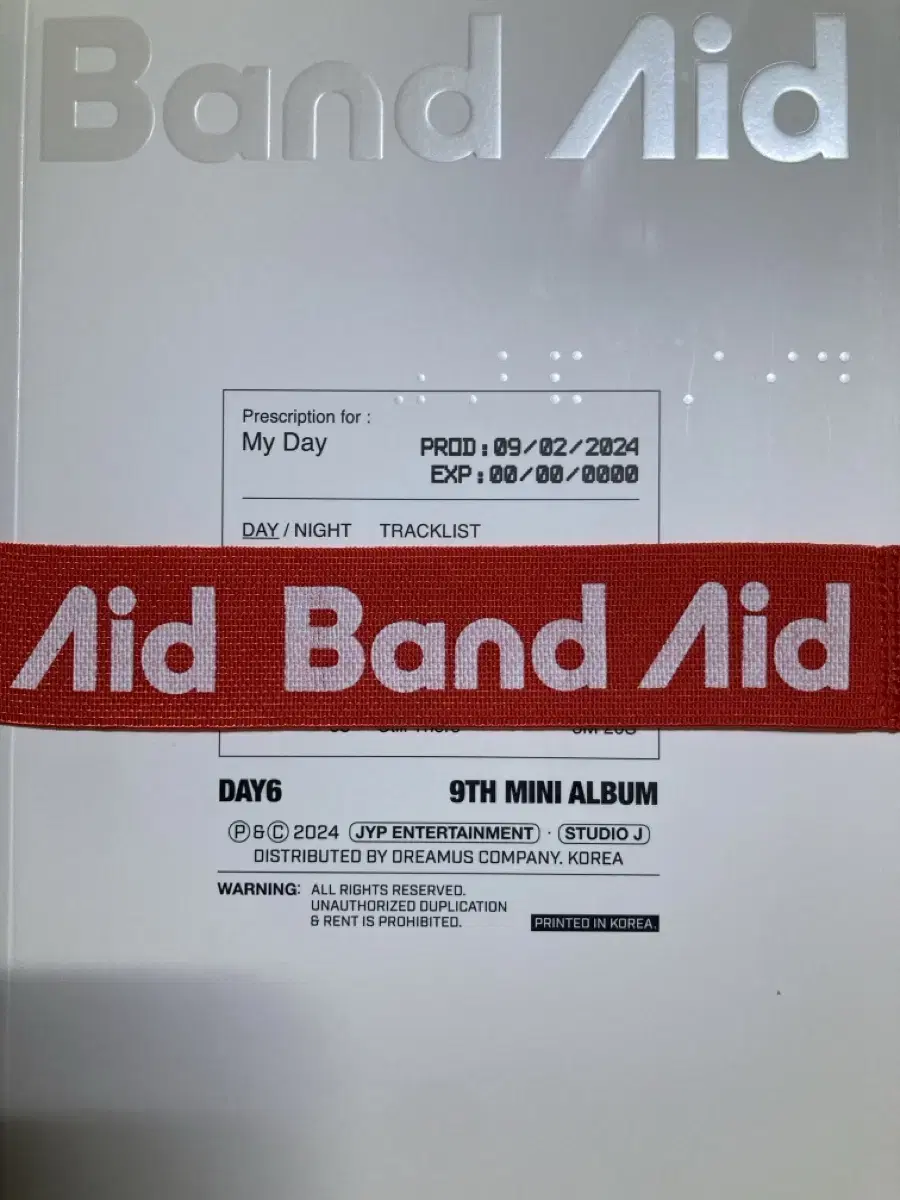 Band Aid
Prescription for :
My Day
PROD:09/02/2024
EXP:00/00/0000
DAY / NIGHT TRACKLIST
Aid Band Aid
DAY6 9TH MINI ALBUM
Ⓟ&Ⓒ 2024 JYP ENTERTAINMENT · STUDIO J
DISTRIBUTED BY DREAMUS COMPANY. KOREA
WARNING: ALL RIGHTS RESERVED.
UNAUTHORIZED DUPLICATION
& RENT IS PROHIBITED.
PRINTED IN KOREA.